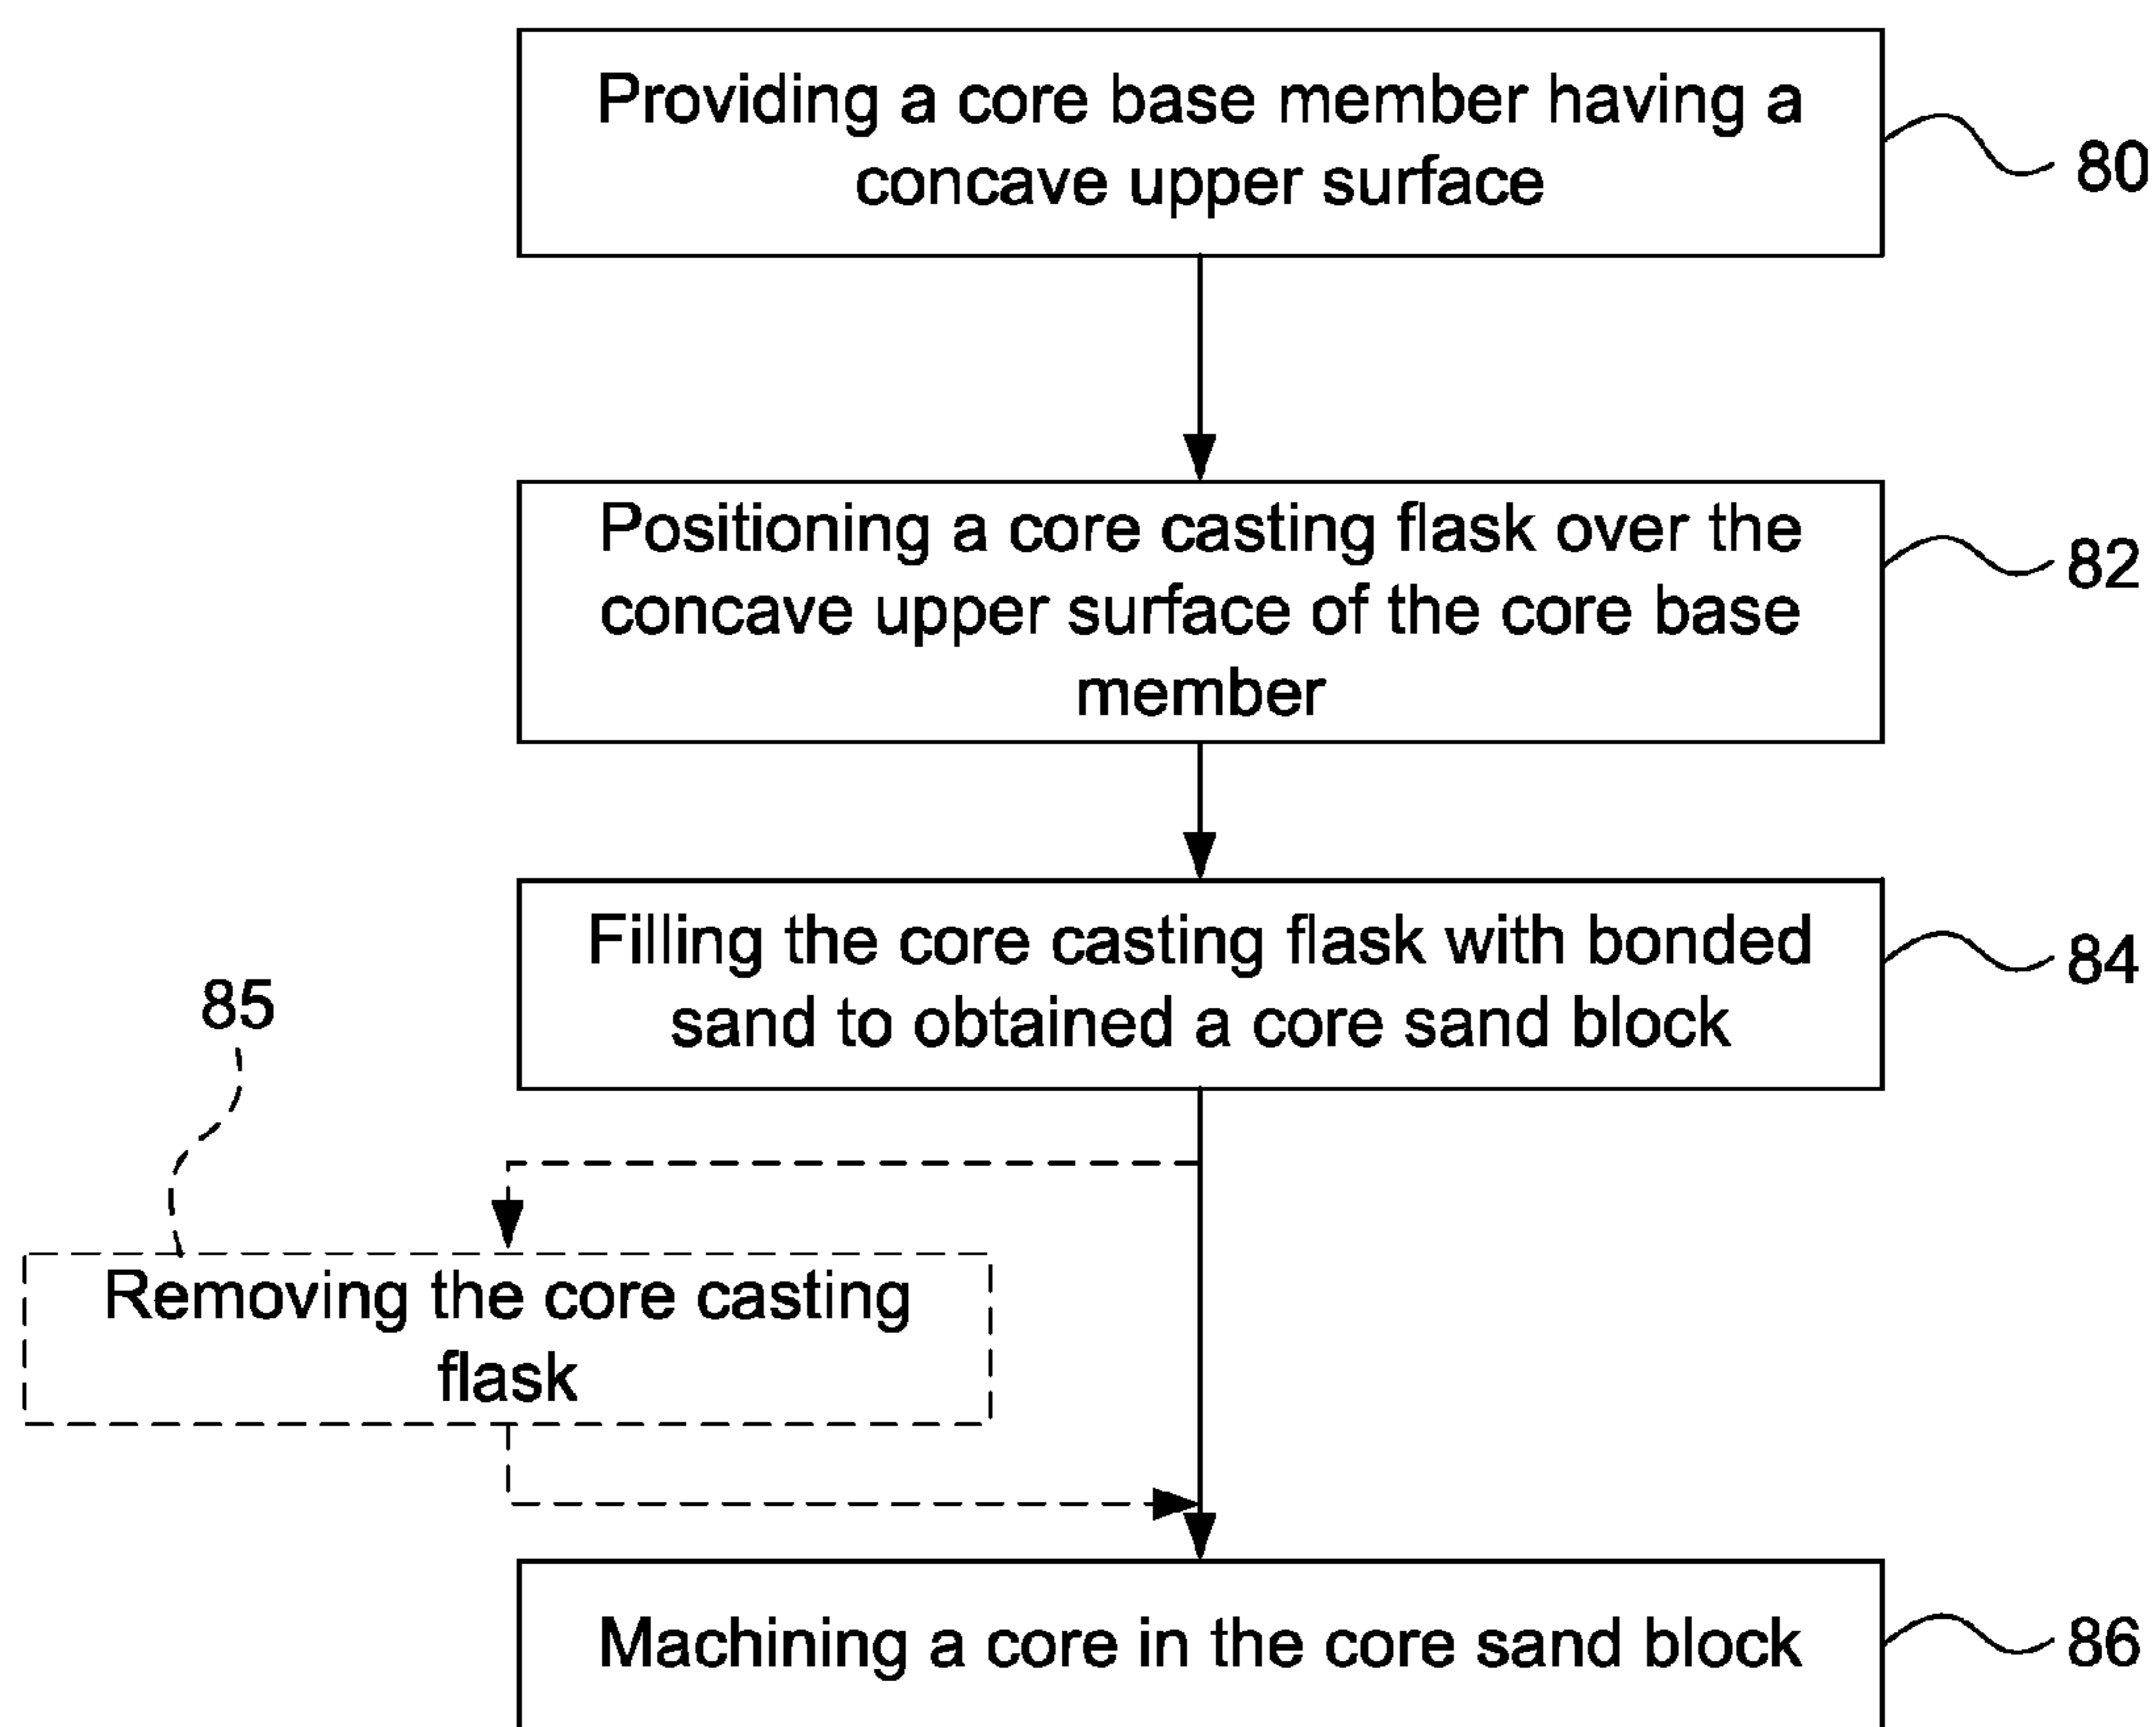 Providing a core base member having a
concave upper surface
80
Positioning a core casting flask over the
concave upper surface of the core base
member
82
Filling the core casting flask with bonded
sand to obtained a core sand block
84
85
Removing the core casting
flask
Machining a core in the core sand block
86